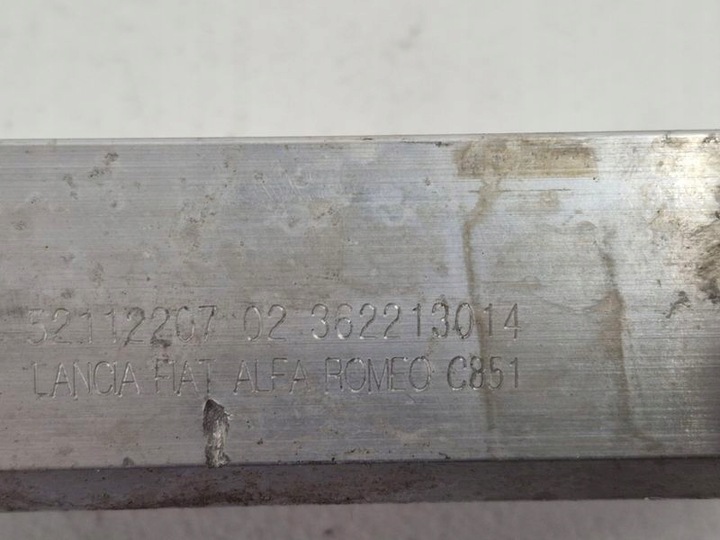 52112207 02 362213014
LANCIA FIAT ALFA ROMEO C851